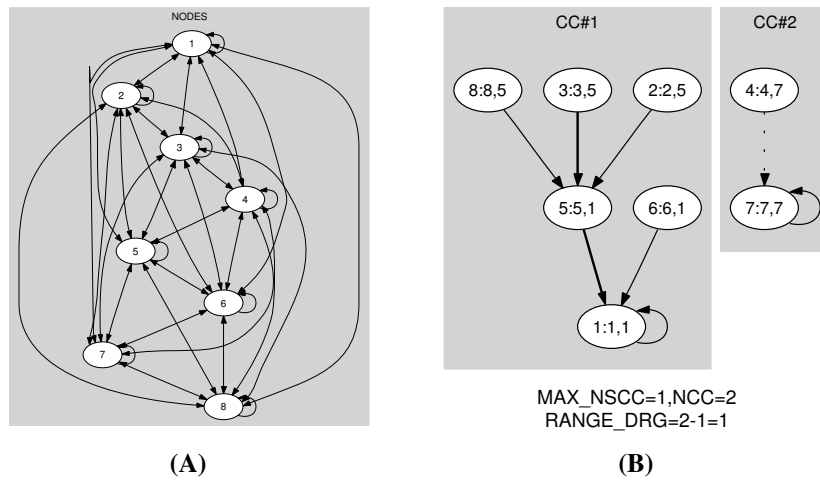 NODES
1
2
3
4
5
6
7
8
(A)
CC#1
CC#2
8:8,5
3:3,5
2:2,5
4:4,7
5:5,1
6:6,1
7:7,7
1:1,1
MAX_NSCC=1,NCC=2
RANGE_DRG=2-1=1
(B)